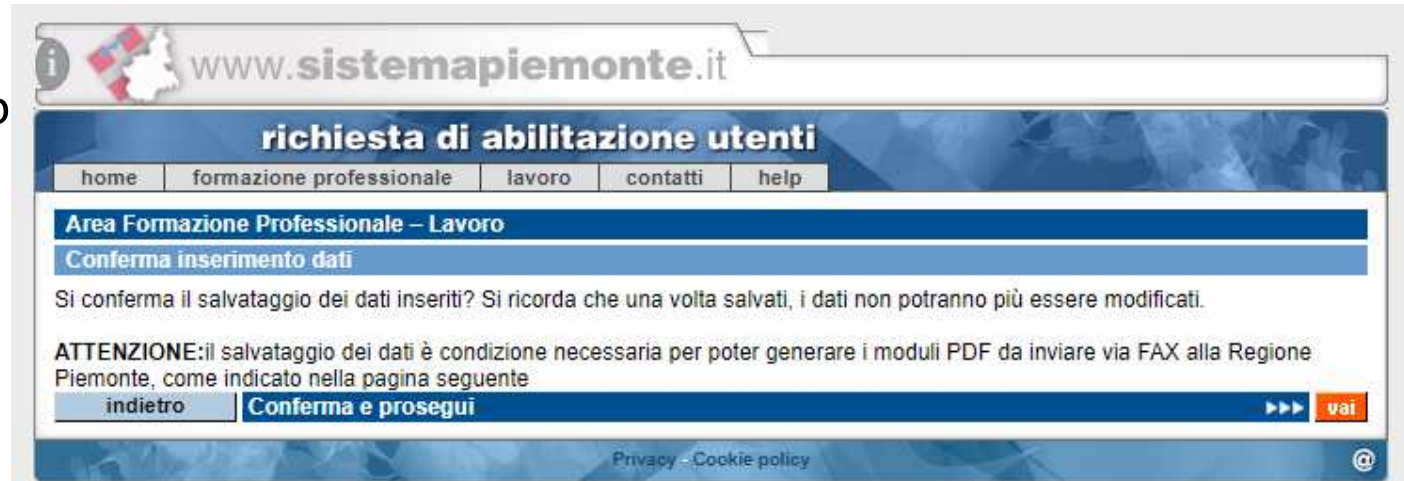 i www.sistemapiemonte.it
o
richiesta di abilitazione utenti
home formazione professionale lavoro contatti help
Area Formazione Professionale – Lavoro
Conferma inserimento dati
Si conferma il salvataggio dei dati inseriti? Si ricorda che una volta salvati, i dati non potranno più essere modificati.
ATTENZIONE:il salvataggio dei dati è condizione necessaria per poter generare i moduli PDF da inviare via FAX alla Regione
Piemonte, come indicato nella pagina seguente
indietro Conferma e prosegui vai
Privacy - Cookie policy @